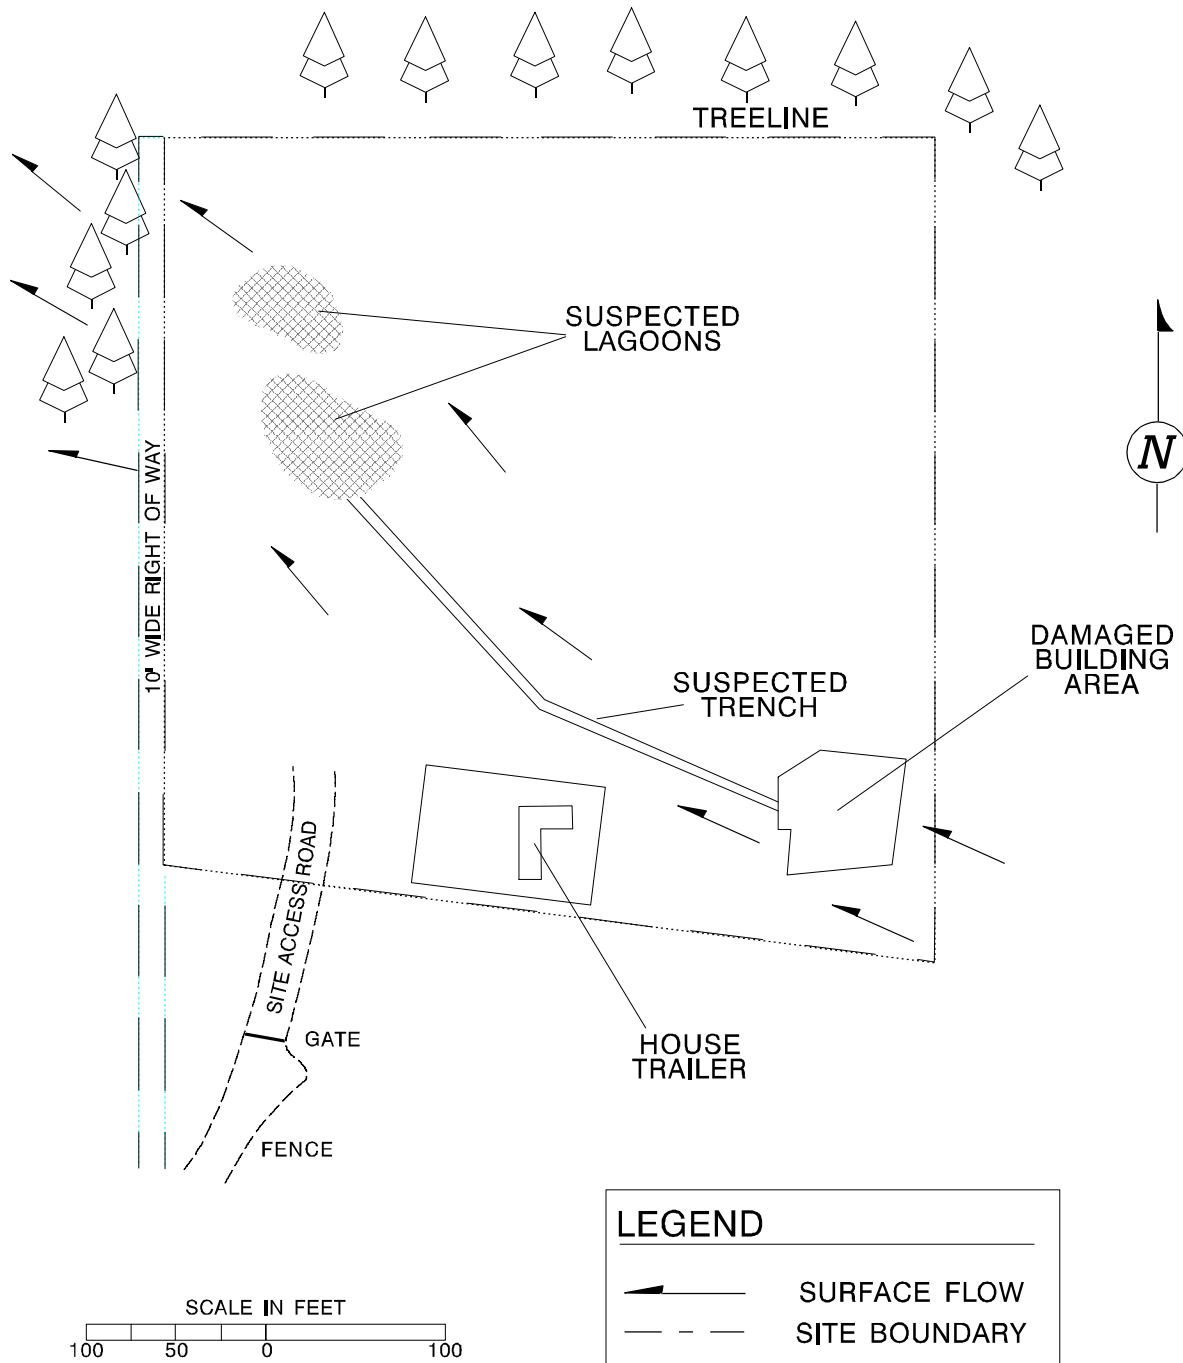 TREELINE
SUSPECTED
LAGOONS
N
10' WIDE RIGHT OF WAY
DAMAGED
BUILDING
AREA
SUSPECTED
TRENCH
SITE ACCESS ROAD
GATE
HOUSE
TRAILER
FENCE
LEGEND
SURFACE FLOW
SITE BOUNDARY
SCALE IN FEET
100 50 0 100